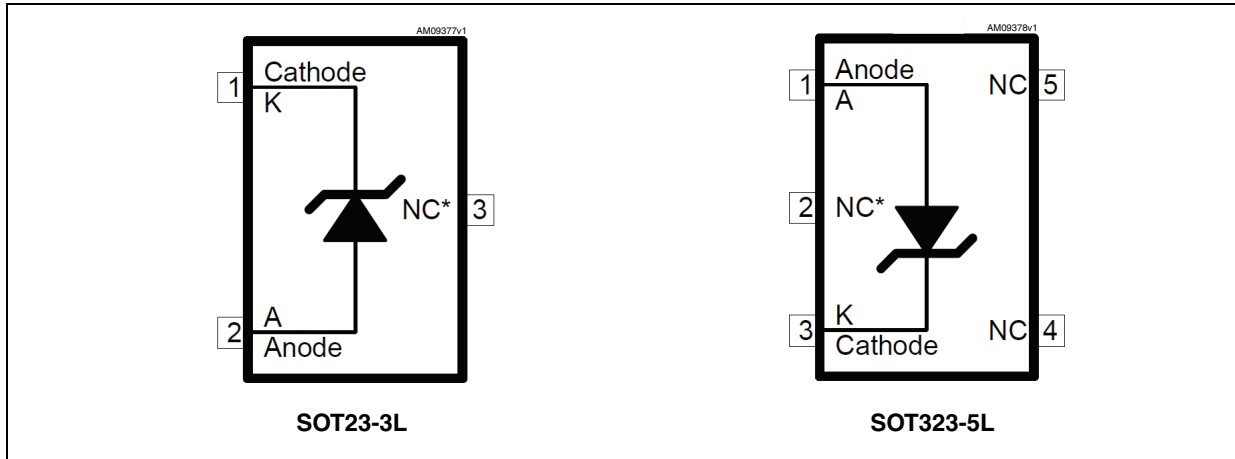 AM09377v1
1
Cathode
K
NC*
3
2
A
Anode
SOT23-3L
AM09378v1
1
Anode
A
NC
5
2
NC*
3
K
Cathode
NC
4
SOT323-5L